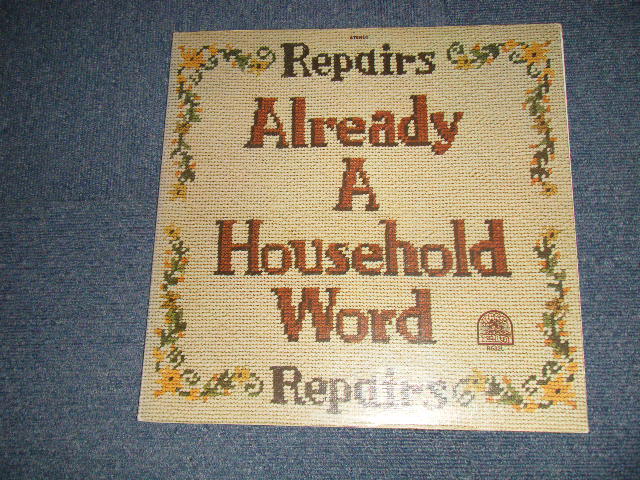 STEREO
Repairs
Already
A
Household
Word
Repairs